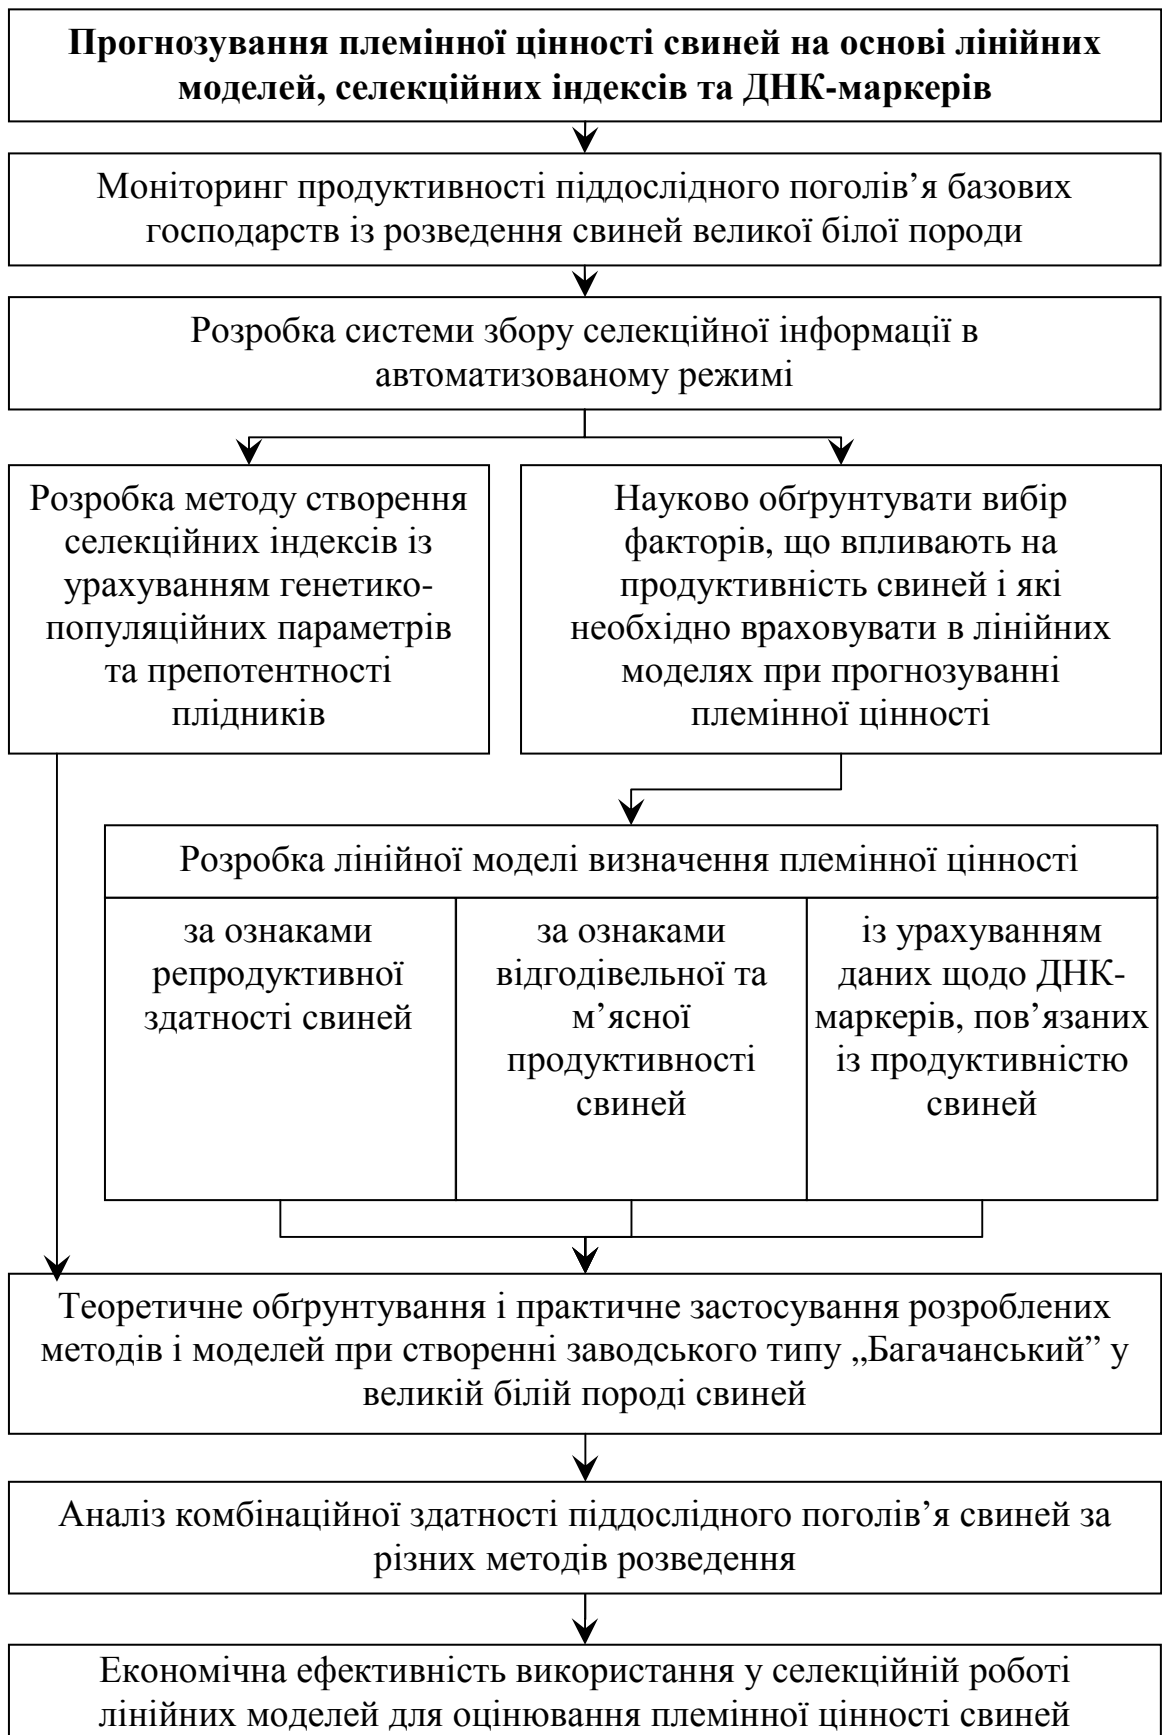 Прогнозування племінної цінності свиней на основі лінійних
моделей, селекційних індексів та ДНК-маркерів
Моніторинг продуктивності піддослідного поголів’я базових
господарств із розведення свиней великої білої породи
Розробка системи збору селекційної інформації в
автоматизованому режимі
Розробка методу створення
селекційних індексів із
урахуванням генетико-
популяційних параметрів
та препотентності
плідників
Науково обґрунтувати вибір
факторів, що впливають на
продуктивність свиней і які
необхідно враховувати в лінійних
моделях при прогнозуванні
племінної цінності
Розробка лінійної моделі визначення племінної цінності
за ознаками
репродуктивної
здатності свиней
за ознаками
відгодівельної та
м’ясної
продуктивності
свиней
із урахуванням
даних щодо ДНК-
маркерів, пов’язаних
із продуктивністю
свиней
Теоретичне обґрунтування і практичне застосування розроблених
методів і моделей при створенні заводського типу „Багачанський” у
великій білій породі свиней
Аналіз комбінаційної здатності піддослідного поголів’я свиней за
різних методів розведення
Економічна ефективність використання у селекційній роботі
лінійних моделей для оцінювання племінної цінності свиней